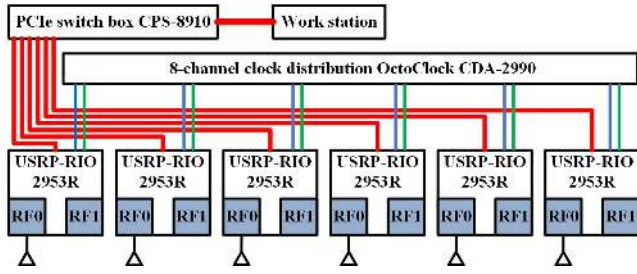 PCIe switch box CPS-8910
Work station
8-channel clock distribution OctoClock CDA-2990
USRP-RIO
2953R
RF0
RF1
USRP-RIO
2953R
RF0
RF1
USRP-RIO
2953R
RF0
RF1
USRP-RIO
2953R
RF0
RF1
USRP-RIO
2953R
RF0
RF1
USRP-RIO
2953R
RF0
RF1